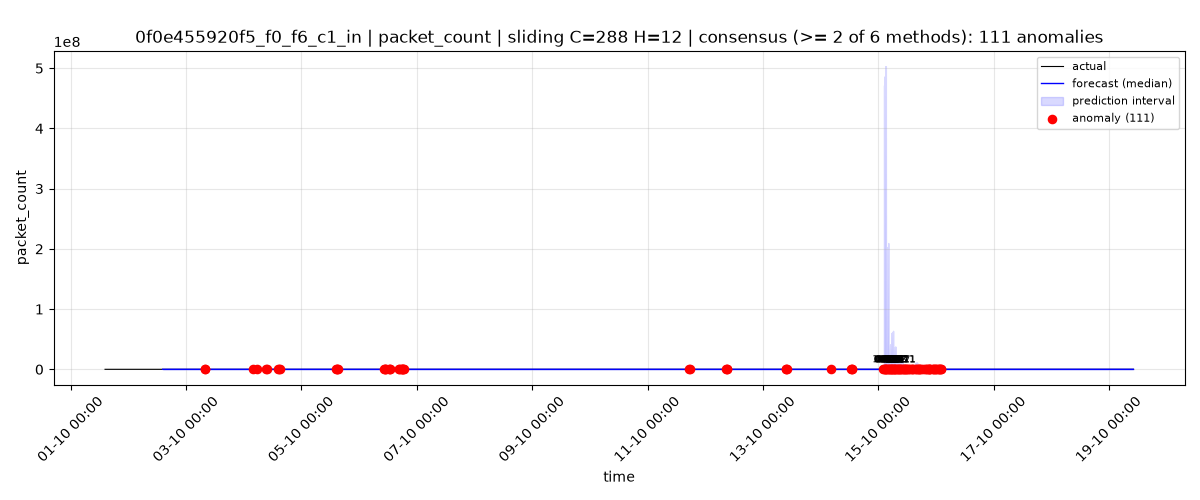 0f0e455920f5_f0_f6_c1_in | packet_count | sliding C=288 H=12 | consensus (>= 2 of 6 methods): 111 anomalies
1e8
5
4
3
2
1
0
packet_count
actual
forecast (median)
prediction interval
anomaly (111)
01-10 00:00
03-10 00:00
05-10 00:00
07-10 00:00
09-10 00:00
11-10 00:00
13-10 00:00
15-10 00:00
17-10 00:00
19-10 00:00
time